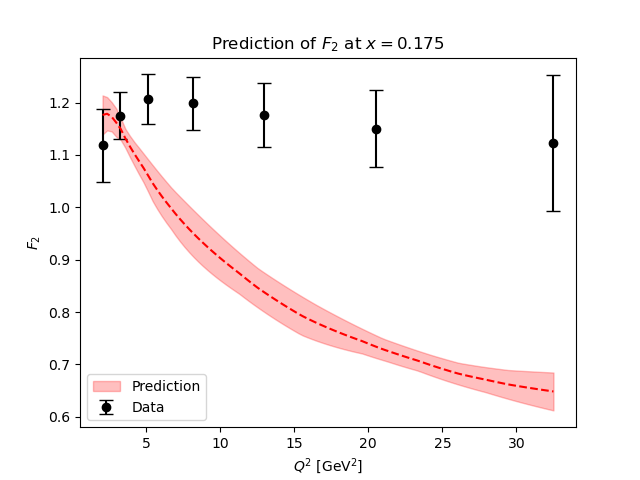 Prediction of $F_2$ at $x = 0.175$
1.2
1.1
1.0
0.9
0.8
0.7
0.6
$F_2$
Prediction
Data
5
10
15
20
25
30
$Q^2$ [GeV$^2$]